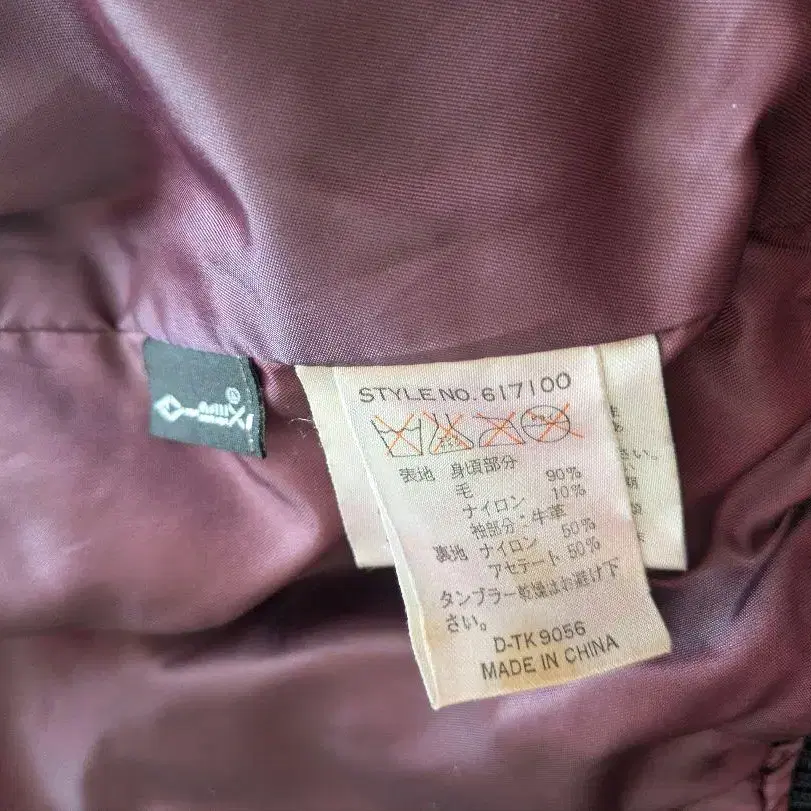 STYLE NO. 617100
表地 身頃部分
毛 90%
ナイロン 10%
袖部分・牛革
裏地 ナイロン 50%
アセテート 50%
タンブラー乾燥はお避け下
さい。
D-TK 9056
MADE IN CHINA
さい。